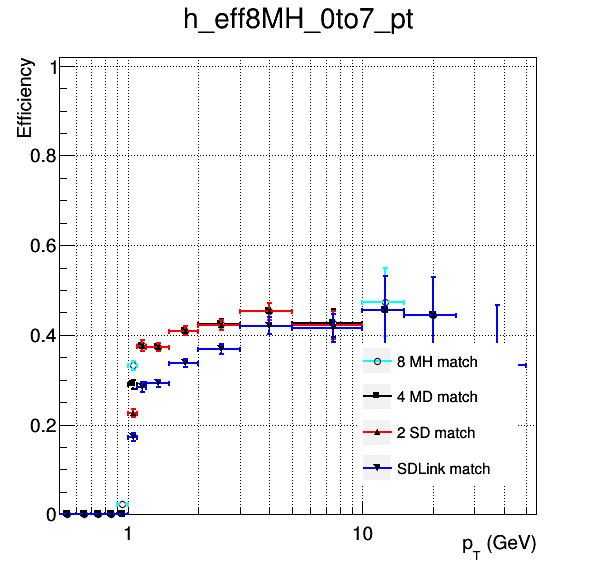 h_eff8MH_0to7_pt
Efficiency
1
0.8
0.6
0.4
0.2
0
8 MH match
4 MD match
2 SD match
SDLink match
1
10
p_T (GeV)